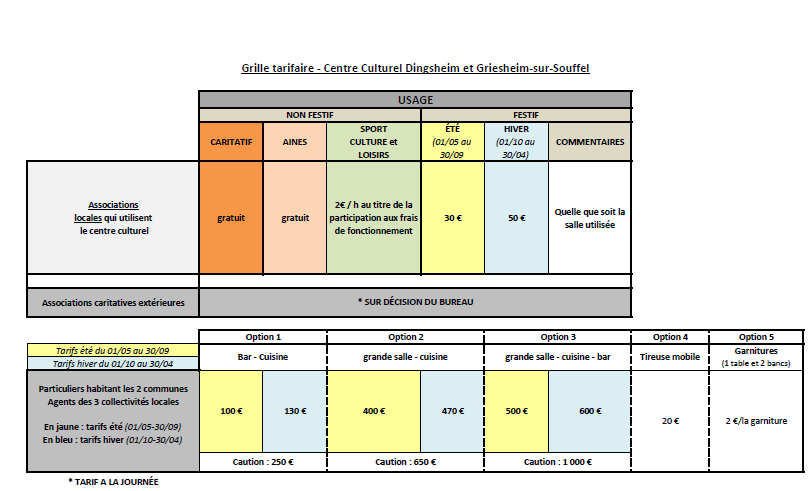 Grille tarifaire - Centre Culturel Dingsheim et Griesheim-sur-Souffel
USAGE
NON FESTIF
FESTIF
CARITATIF
AINES
SPORT
CULTURE et
LOISIRS
ÉTÉ
(01/05 au
30/09
HIVER
(01/10 au
30/04)
COMMENTAIRES
Associations
locales qui utilisent
le centre culturel
gratuit
gratuit
2€ / h au titre de la
participation aux frais
de fonctionnement
30 €
50 €
Quelle que soit la
salle utilisée
Associations caritatives extérieures
* SUR DÉCISION DU BUREAU
Option 1
Option 2
Option 3
Option 4
Option 5
Tarifs été du 01/05 au 30/09
Tarifs hiver du 01/10 au 30/04
Bar - Cuisine
grande salle - cuisine
grande salle - cuisine - bar
Tireuse mobile
Garnitures
(1 table et 2 bancs)
Particuliers habitant les 2 communes
Agents des 3 collectivités locales
En jaune : tarifs été (01/05-30/09)
En bleu : tarifs hiver (01/10-30/04)
100 €
130 €
400 €
470 €
500 €
600 €
20 €
2 €/la garniture
Caution : 250 €
Caution : 650 €
Caution : 1 000 €
* TARIF A LA JOURNÉE